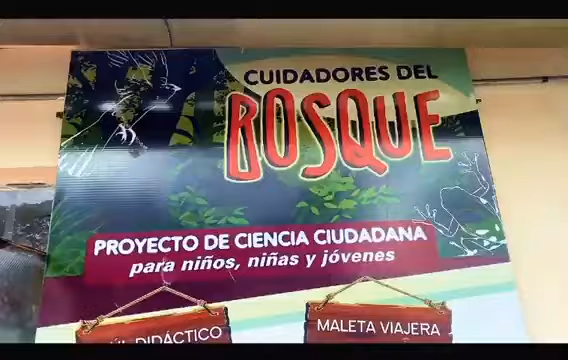 CUIDADORES DEL
BOSQUE
PROYECTO DE CIENCIA CIUDADANA
para niños, niñas y jóvenes
DIDÁCTICO
MALETA VIAJERA